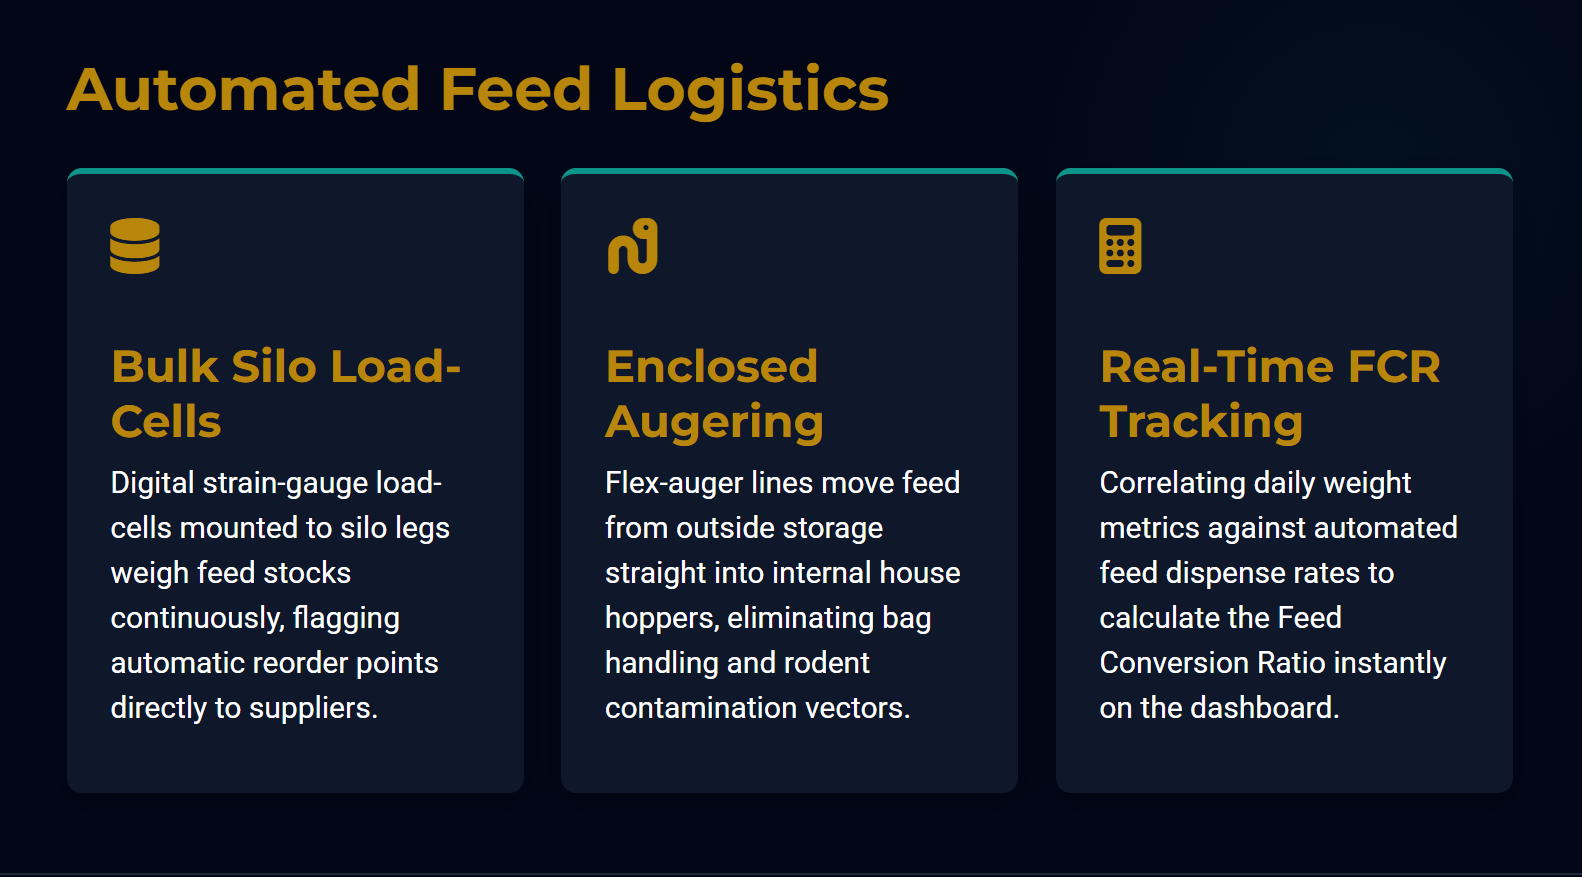 Automated Feed Logistics
Bulk Silo Load-
Cells
Digital strain-gauge load-
cells mounted to silo legs
weigh feed stocks
continuously, flagging
automatic reorder points
directly to suppliers.
Enclosed
Augering
Flex-auger lines move feed
from outside storage
straight into internal house
hoppers, eliminating bag
handling and rodent
contamination vectors.
Real-Time FCR
Tracking
Correlating daily weight
metrics against automated
feed dispense rates to
calculate the Feed
Conversion Ratio instantly
on the dashboard.